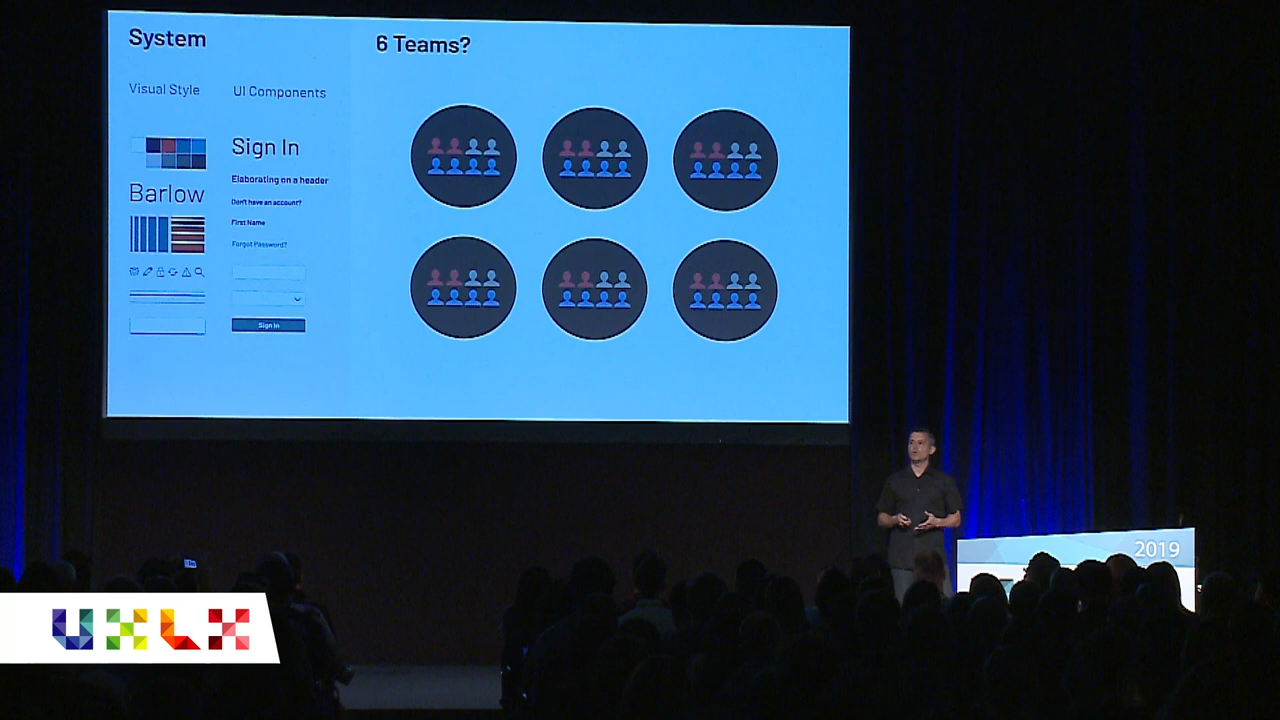 System
6 Teams?
Visual Style
UI Components
Sign In
Barlow
Elaborating on a header
Don't have an account?
First Name
Forgot Password?
Sign In
2019
UXLX